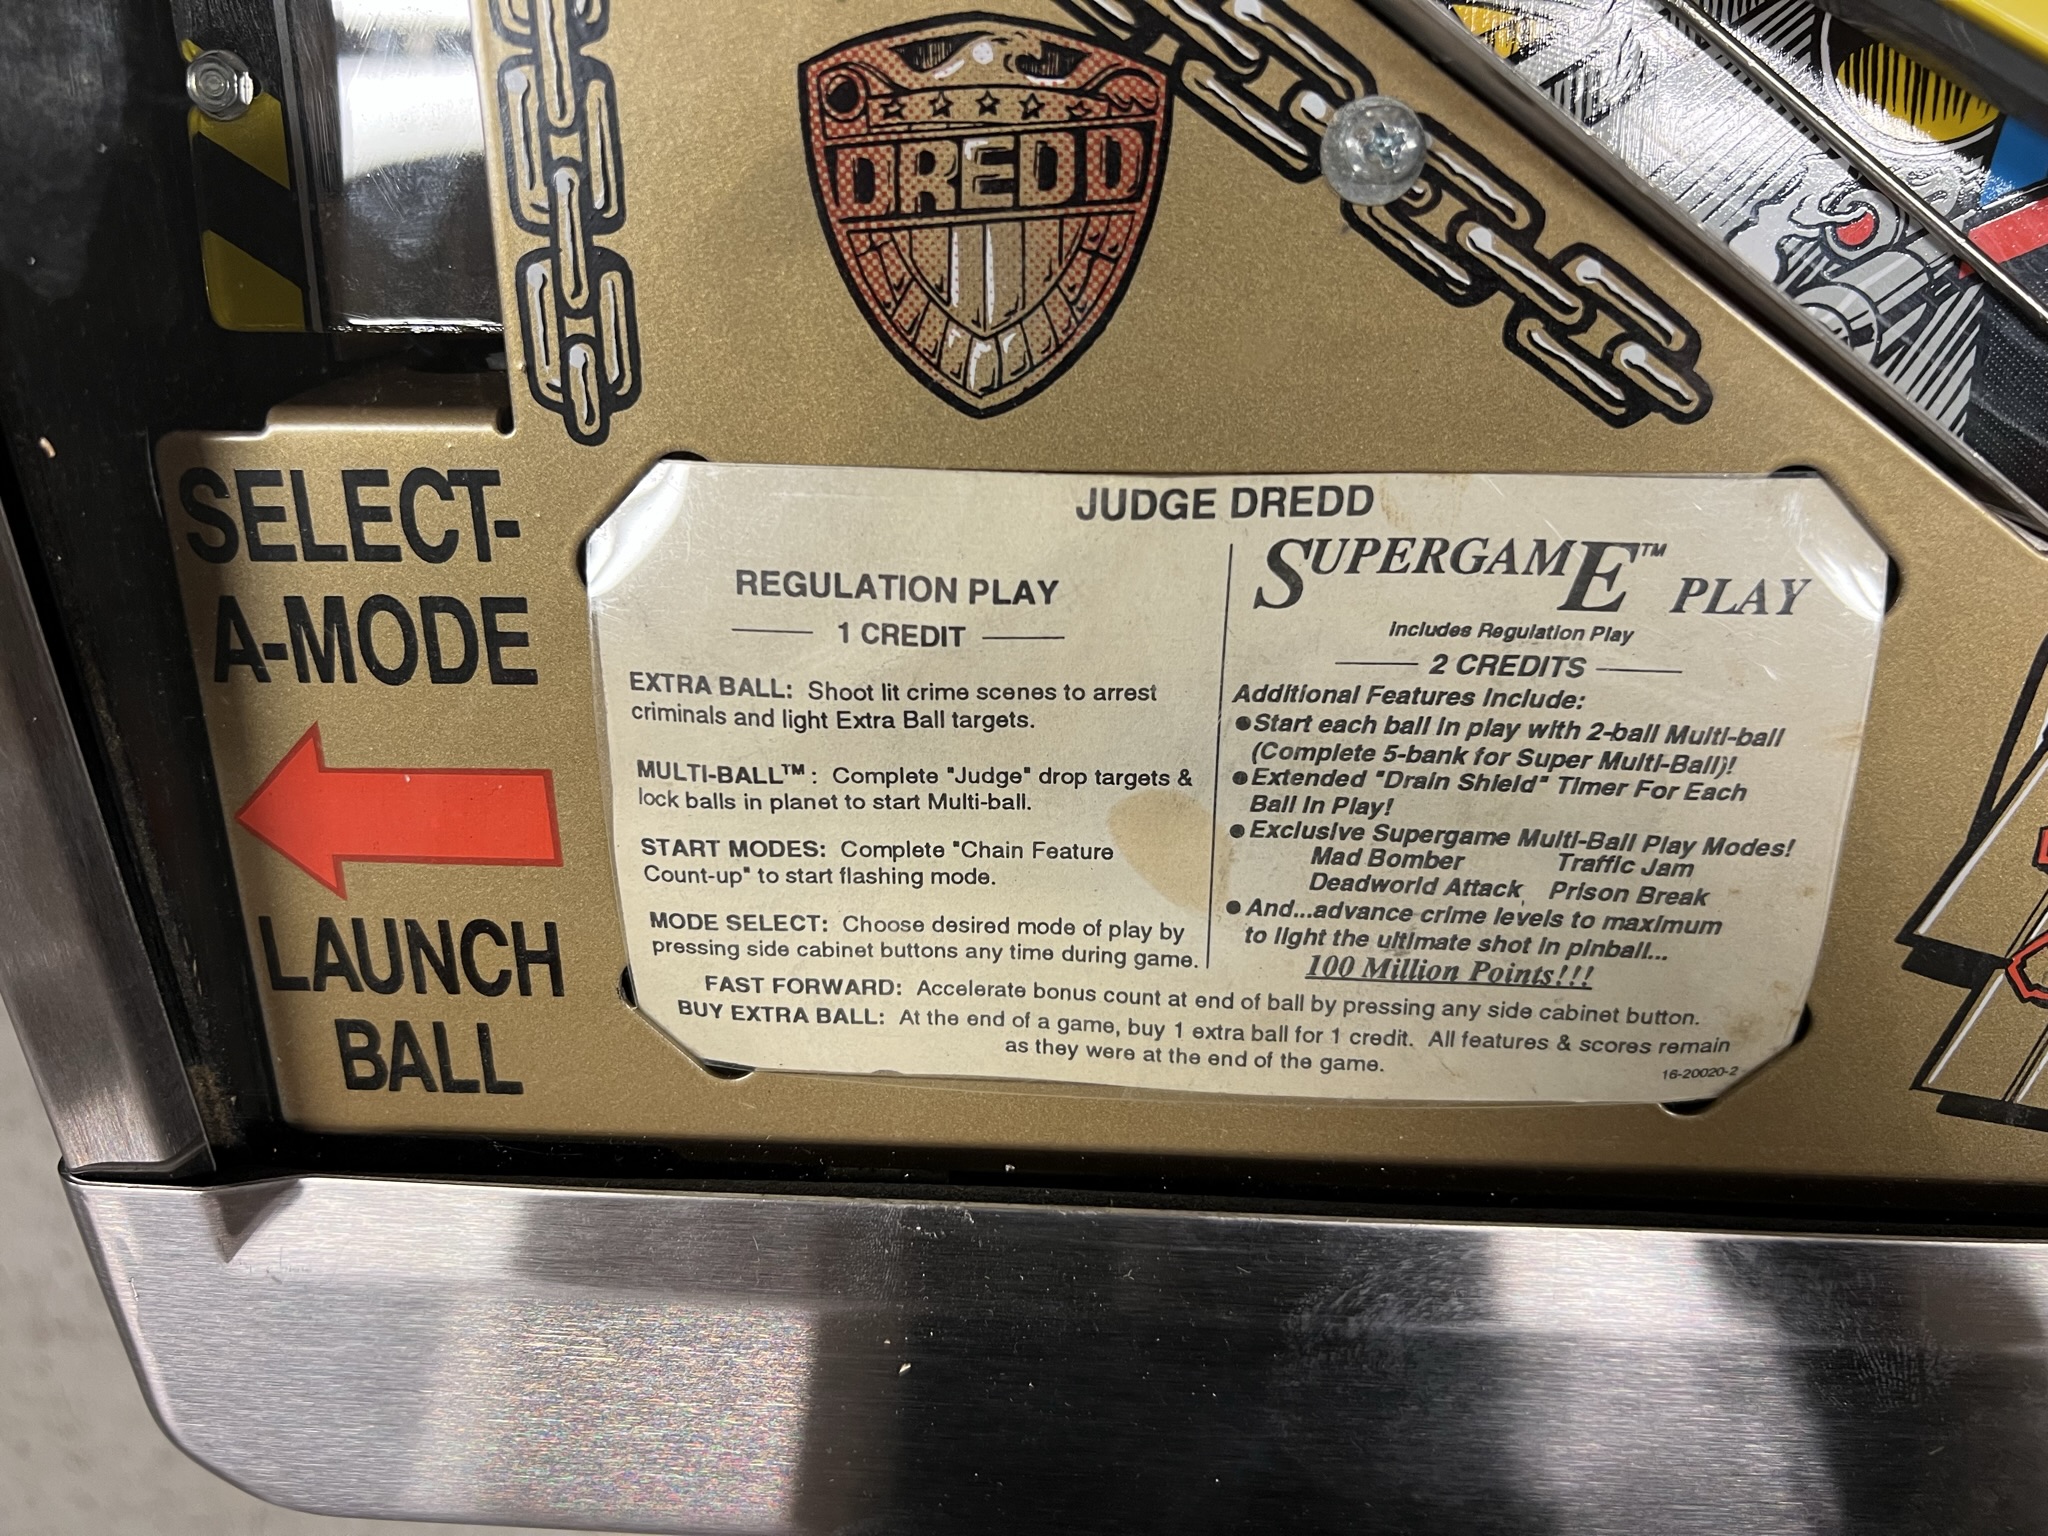 DREDD
SELECT-
A-MODE
LAUNCH
BALL
JUDGE DREDD
REGULATION PLAY
1 CREDIT
EXTRA BALL: Shoot lit crime scenes to arrest
criminals and light Extra Ball targets.
MULTI-BALL™: Complete "Judge" drop targets &
lock balls in planet to start Multi-ball.
START MODES: Complete "Chain Feature
Count-up" to start flashing mode.
MODE SELECT: Choose desired mode of play by
pressing side cabinet buttons any time during game.
SUPERGAME™ PLAY
Includes Regulation Play
2 CREDITS
Additional Features Include:
●Start each ball in play with 2-ball Multi-ball
(Complete 5-bank for Super Multi-Ball)!
●Extended "Drain Shield" Timer For Each
Ball In Play!
●Exclusive Supergame Multi-Ball Play Modes!
Mad Bomber Traffic Jam
Deadworld Attack Prison Break
●And...advance crime levels to maximum
to light the ultimate shot in pinball...
100 Million Points!!!
FAST FORWARD: Accelerate bonus count at end of ball by pressing any side cabinet button.
BUY EXTRA BALL: At the end of a game, buy 1 extra ball for 1 credit. All features & scores remain
as they were at the end of the game.
16-20020-2